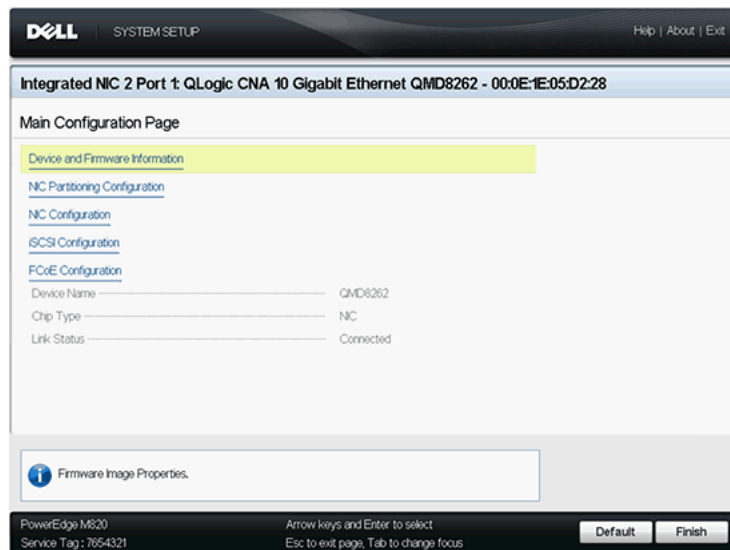 DELL SYSTEM SETUP Help | About | Exit
Integrated NIC 2 Port 1: QLogic CNA 10 Gigabit Ethernet QMD8262 - 00:0E:1E:05:D2:28
Main Configuration Page
Device and Firmware Information
NIC Partitioning Configuration
NIC Configuration
iSCSI Configuration
FCoE Configuration
Device Name QMD8262
Chip Type NIC
Link Status Connected
Firmware Image Properties.
PowerEdge M820 Arrow keys and Enter to select
Service Tag : 7654321 Esc to exit page, Tab to change focus
Default Finish